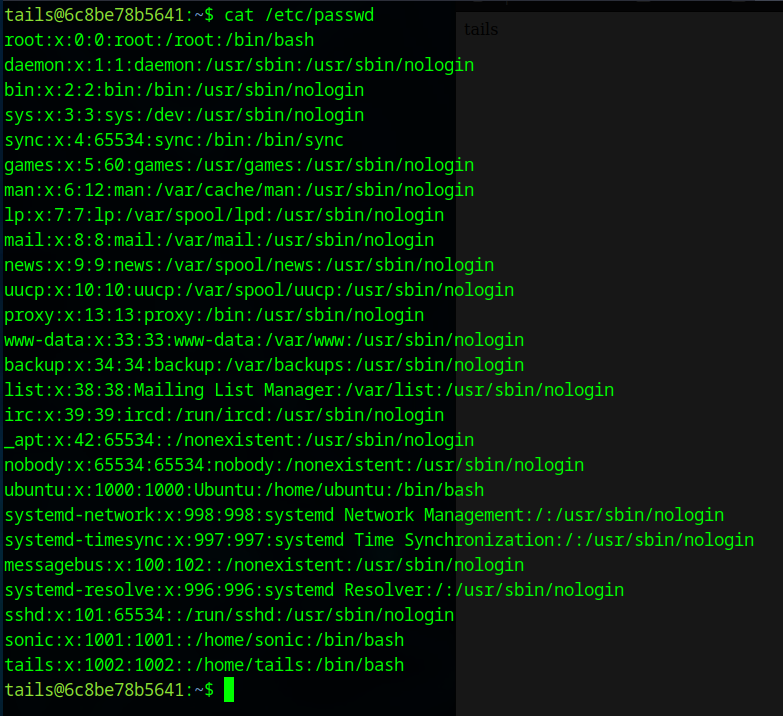 tails@6c8be78b5641:~$ cat /etc/passwd
tails
root:x:0:0:root:/root:/bin/bash
daemon:x:1:1:daemon:/usr/sbin:/usr/sbin/nologin
bin:x:2:2:bin:/bin:/usr/sbin/nologin
sys:x:3:3:sys:/dev:/usr/sbin/nologin
sync:x:4:65534:sync:/bin:/bin/sync
games:x:5:60:games:/usr/games:/usr/sbin/nologin
man:x:6:12:man:/var/cache/man:/usr/sbin/nologin
lp:x:7:7:lp:/var/spool/lpd:/usr/sbin/nologin
mail:x:8:8:mail:/var/mail:/usr/sbin/nologin
news:x:9:9:news:/var/spool/news:/usr/sbin/nologin
uucp:x:10:10:uucp:/var/spool/uucp:/usr/sbin/nologin
proxy:x:13:13:proxy:/bin:/usr/sbin/nologin
www-data:x:33:33:www-data:/var/www:/usr/sbin/nologin
backup:x:34:34:backup:/var/backups:/usr/sbin/nologin
list:x:38:38:Mailing List Manager:/var/list:/usr/sbin/nologin
irc:x:39:39:ircd:/run/ircd:/usr/sbin/nologin
_apt:x:42:65534::/nonexistent:/usr/sbin/nologin
nobody:x:65534:65534:nobody:/nonexistent:/usr/sbin/nologin
ubuntu:x:1000:1000:Ubuntu:/home/ubuntu:/bin/bash
systemd-network:x:998:998:systemd Network Management:/:/usr/sbin/nologin
systemd-timesync:x:997:997:systemd Time Synchronization:/:/usr/sbin/nologin
messagebus:x:100:102::/nonexistent:/usr/sbin/nologin
systemd-resolve:x:996:996:systemd Resolver:/:/usr/sbin/nologin
sshd:x:101:65534::/run/sshd:/usr/sbin/nologin
sonic:x:1001:1001::/home/sonic:/bin/bash
tails:x:1002:1002::/home/tails:/bin/bash
tails@6c8be78b5641:~$